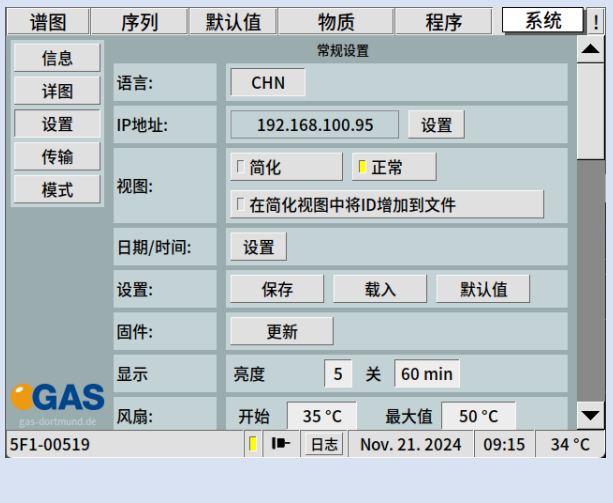 谱图 序列 默认值 物质 程序 系统 !
常规设置
信息
详图
设置
传输
模式
语言: CHN
IP地址: 192.168.100.95 设置
视图: 简化 正常
在简化视图中将ID增加到文件
日期/时间: 设置
设置: 保存 载入 默认值
固件: 更新
显示 亮度 5 关 60 min
风扇: 开始 35 °C 最大值 50 °C
GAS
gas-dortmund.de
5F1-00519 日志 Nov. 21. 2024 09:15 34 °C